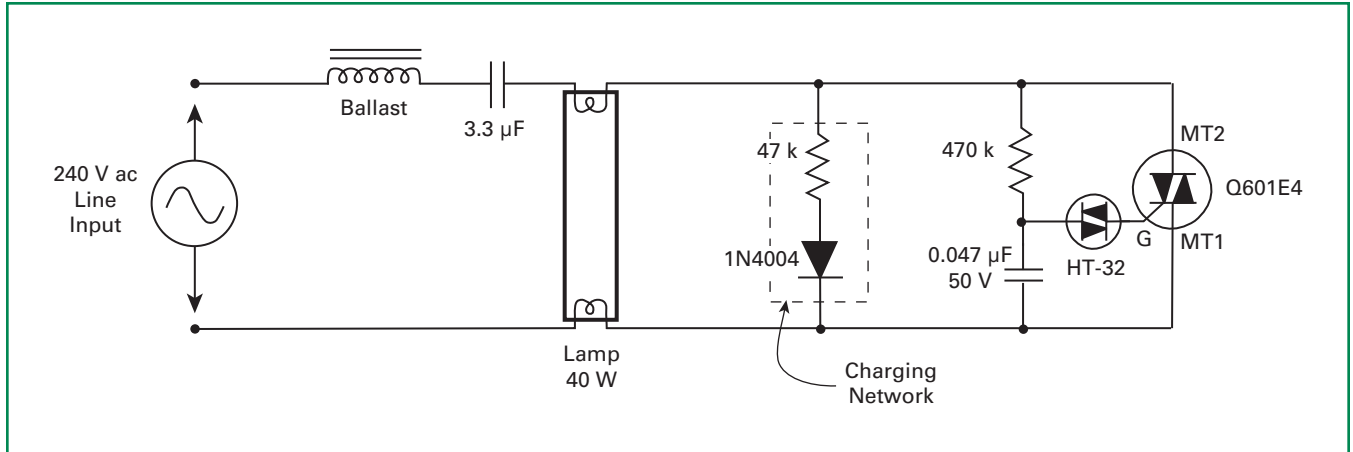 240 V ac
Line
Input
Ballast
3.3 µF
Lamp
40 W
47 k
1N4004
Charging
Network
470 k
0.047 µF
50 V
HT-32
G
MT2
Q601E4
MT1